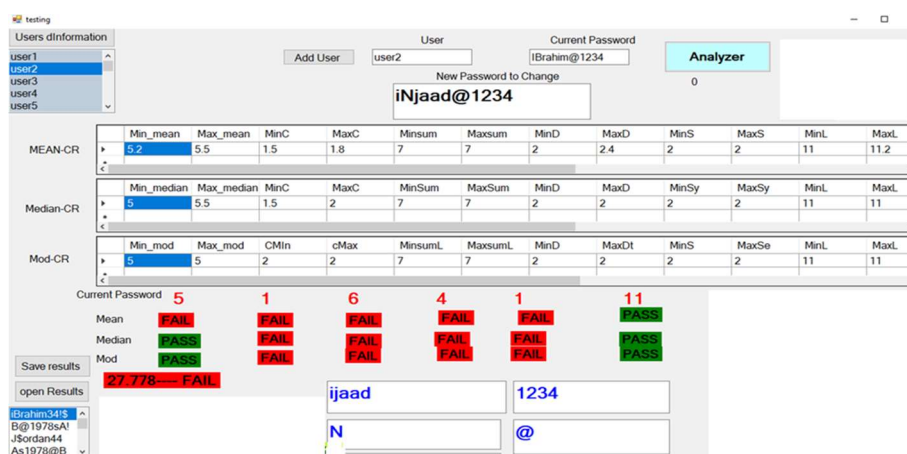 testing
Users dInformation
User
Current Password
user1
user2
user3
user4
user5
Add User
user2
IBrahim@1234
Analyzer
New Password to Change
0
iNjaad@1234
Min_mean Max_mean MinC MaxC Minsum Maxsum MinD MaxD MinS MaxS MinL MaxL
MEAN-CR 5.2 5.5 1.5 1.8 7 7 2 2.4 2 2 11 11.2
Min_median Max_median MinC MaxC MinSum MaxSum MinD MaxD MinSy MaxSy MinL MaxL
Median-CR 5 5.5 1.5 2 7 7 2 2 2 2 11 11
Min_mod Max_mod CMIn cMax MinsumL MaxsumL MinD MaxDt MinS MaxSe MinL MaxL
Mod-CR 5 5 2 2 7 7 2 2 2 2 11 11
Current Password 5 1 6 4 1 11
Mean FAIL FAIL FAIL FAIL FAIL PASS
Median PASS FAIL FAIL FAIL FAIL PASS
Mod PASS FAIL FAIL FAIL FAIL PASS
Save results
27.778---- FAIL
open Results
ijaad 1234
iBrahim34!$
B@1978sA!
J$ordan44
As1978@B
N @